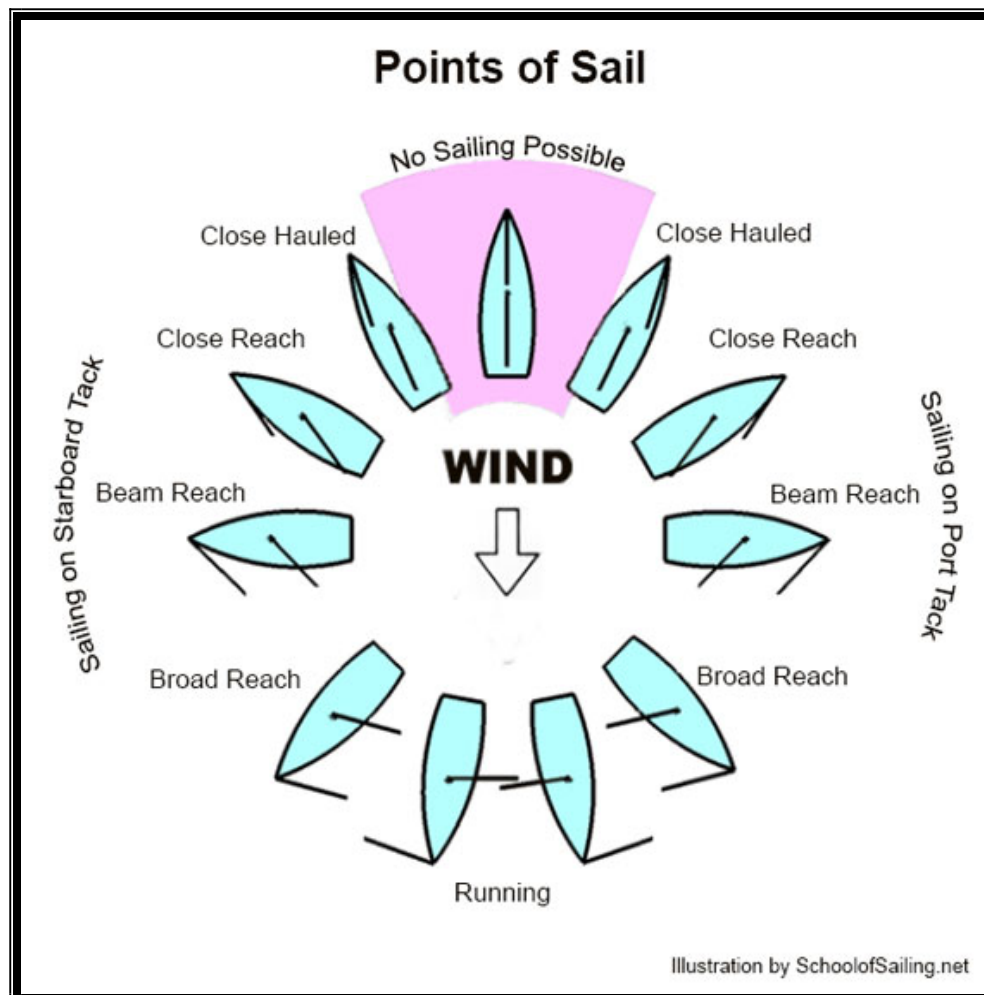 Points of Sail
No Sailing Possible
Close Hauled
Close Hauled
Close Reach
Close Reach
Sailing on Starboard Tack
Sailing on Port Tack
WIND
Beam Reach
Beam Reach
Broad Reach
Broad Reach
Running
Illustration by SchoolofSailing.net